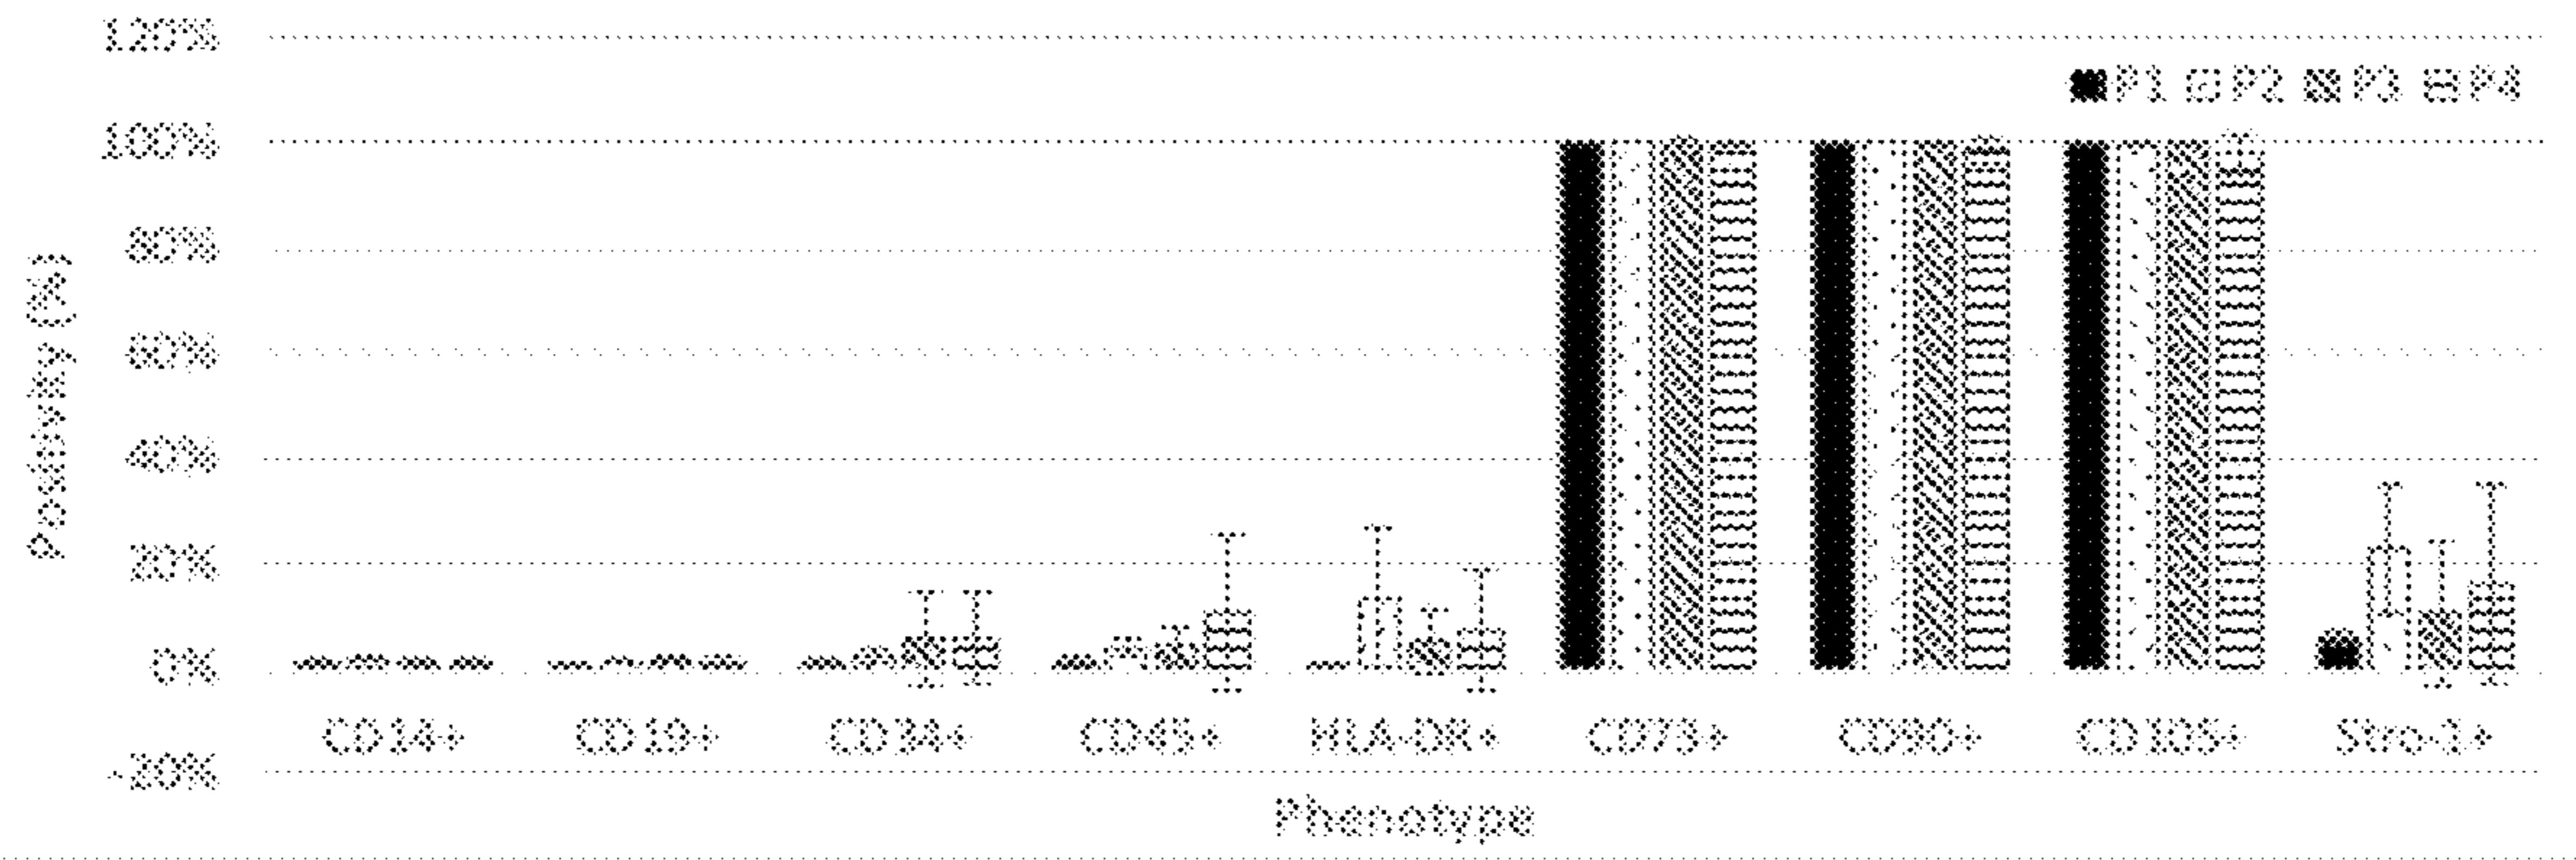 120%
P1 P2 P3 P4
100%
80%
60%
40%
20%
0%
-20%
Positivity (%)
CD14+ CD19+ CD34+ CD45+ HLA-DR+ CD73+ CD90+ CD105+ Stro-1+
Phenotype